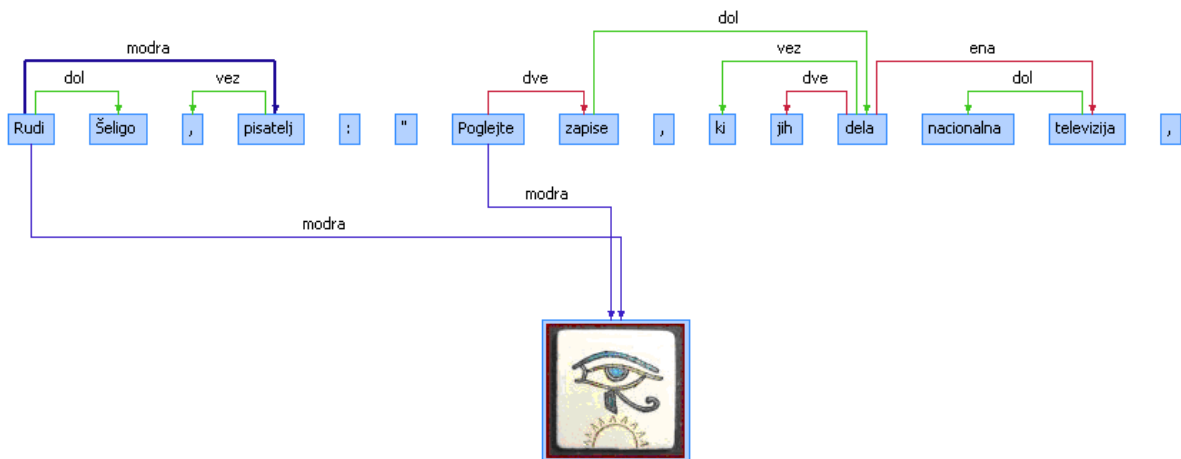 dol
modra vez ena
dol vez dve dve dol
Rudi Šeligo , pisatelj : " Poglejte zapise , ki jih dela nacionalna televizija ,
modra
modra